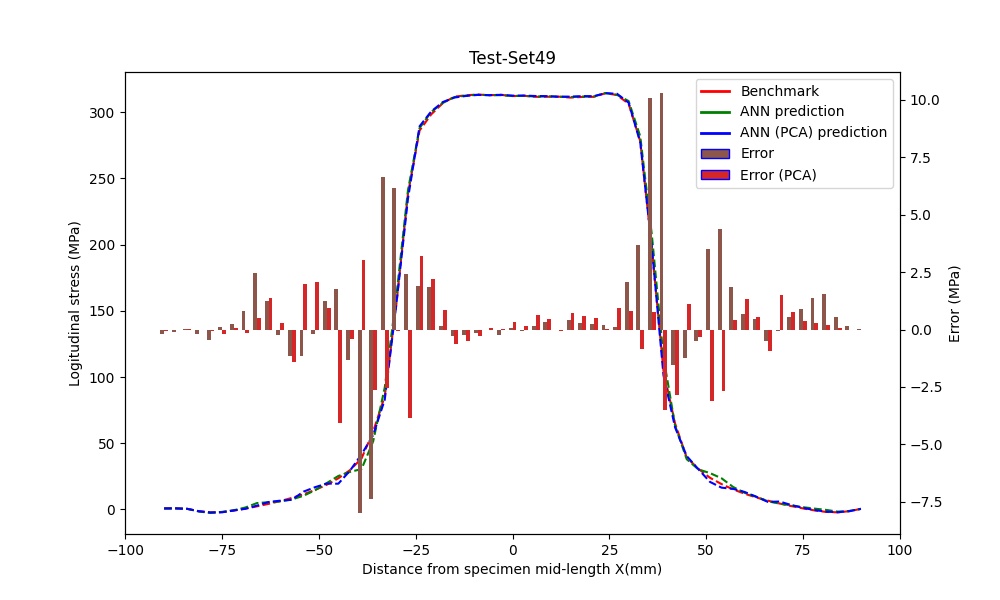 Test-Set49
Logitudinal stress (MPa)
300
250
200
150
100
50
0
Benchmark
ANN prediction
ANN (PCA) prediction
Error
Error (PCA)
10.0
7.5
5.0
2.5
0.0
−2.5
−5.0
−7.5
Error (MPa)
−100 −75 −50 −25 0 25 50 75 100
Distance from specimen mid-length X(mm)